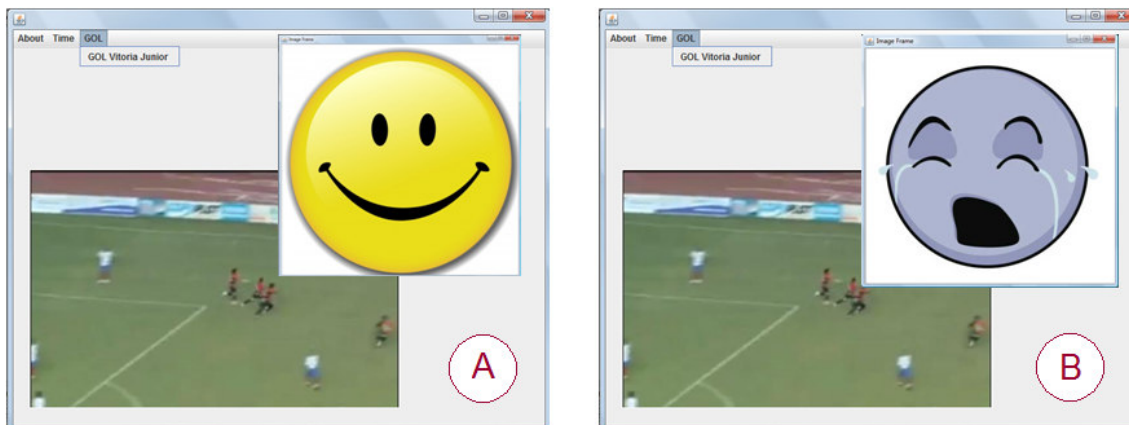 About Time GOL
GOL Vitoria Junior
Image Frame
A
About Time GOL
GOL Vitoria Junior
Image Frame
B